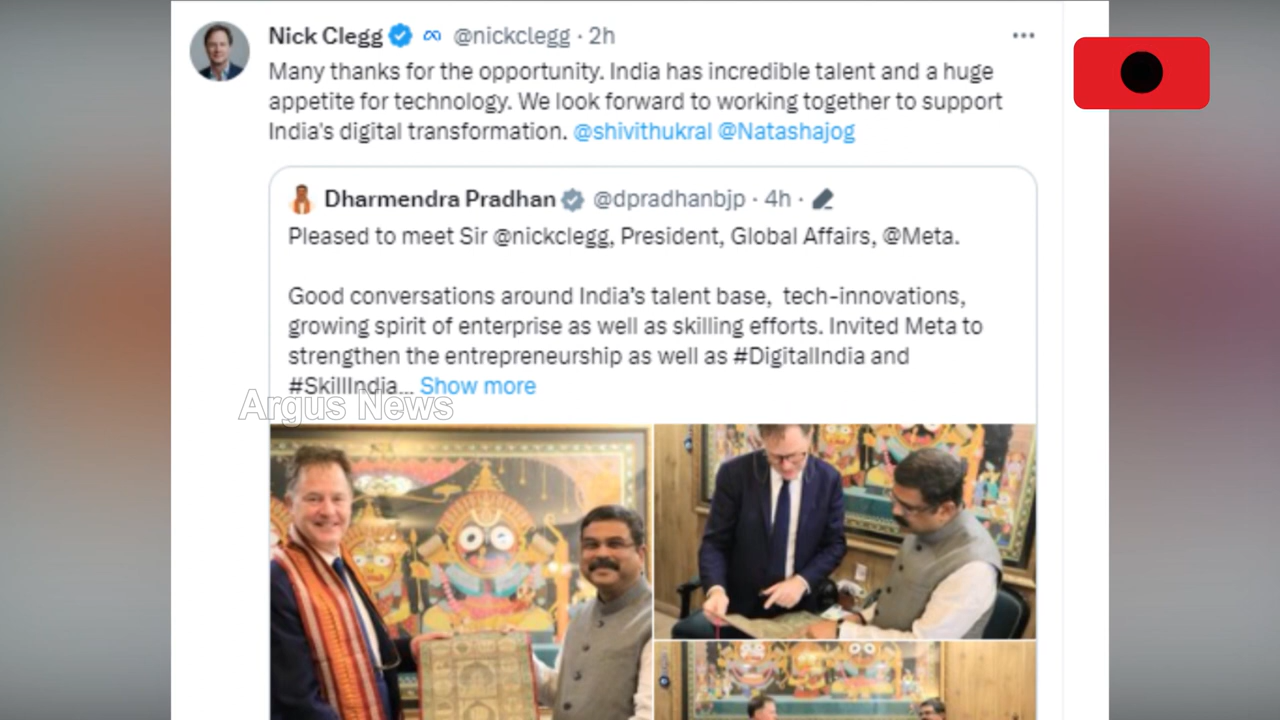 Nick Clegg @nickclegg · 2h
Many thanks for the opportunity. India has incredible talent and a huge
appetite for technology. We look forward to working together to support
India's digital transformation. @shivithukral @Natashajog
Dharmendra Pradhan @dpradhanbjp · 4h ·
Pleased to meet Sir @nickclegg, President, Global Affairs, @Meta.
Good conversations around India's talent base, tech-innovations,
growing spirit of enterprise as well as skilling efforts. Invited Meta to
strengthen the entrepreneurship as well as #DigitalIndia and
#SkillIndia... Show more
Argus News